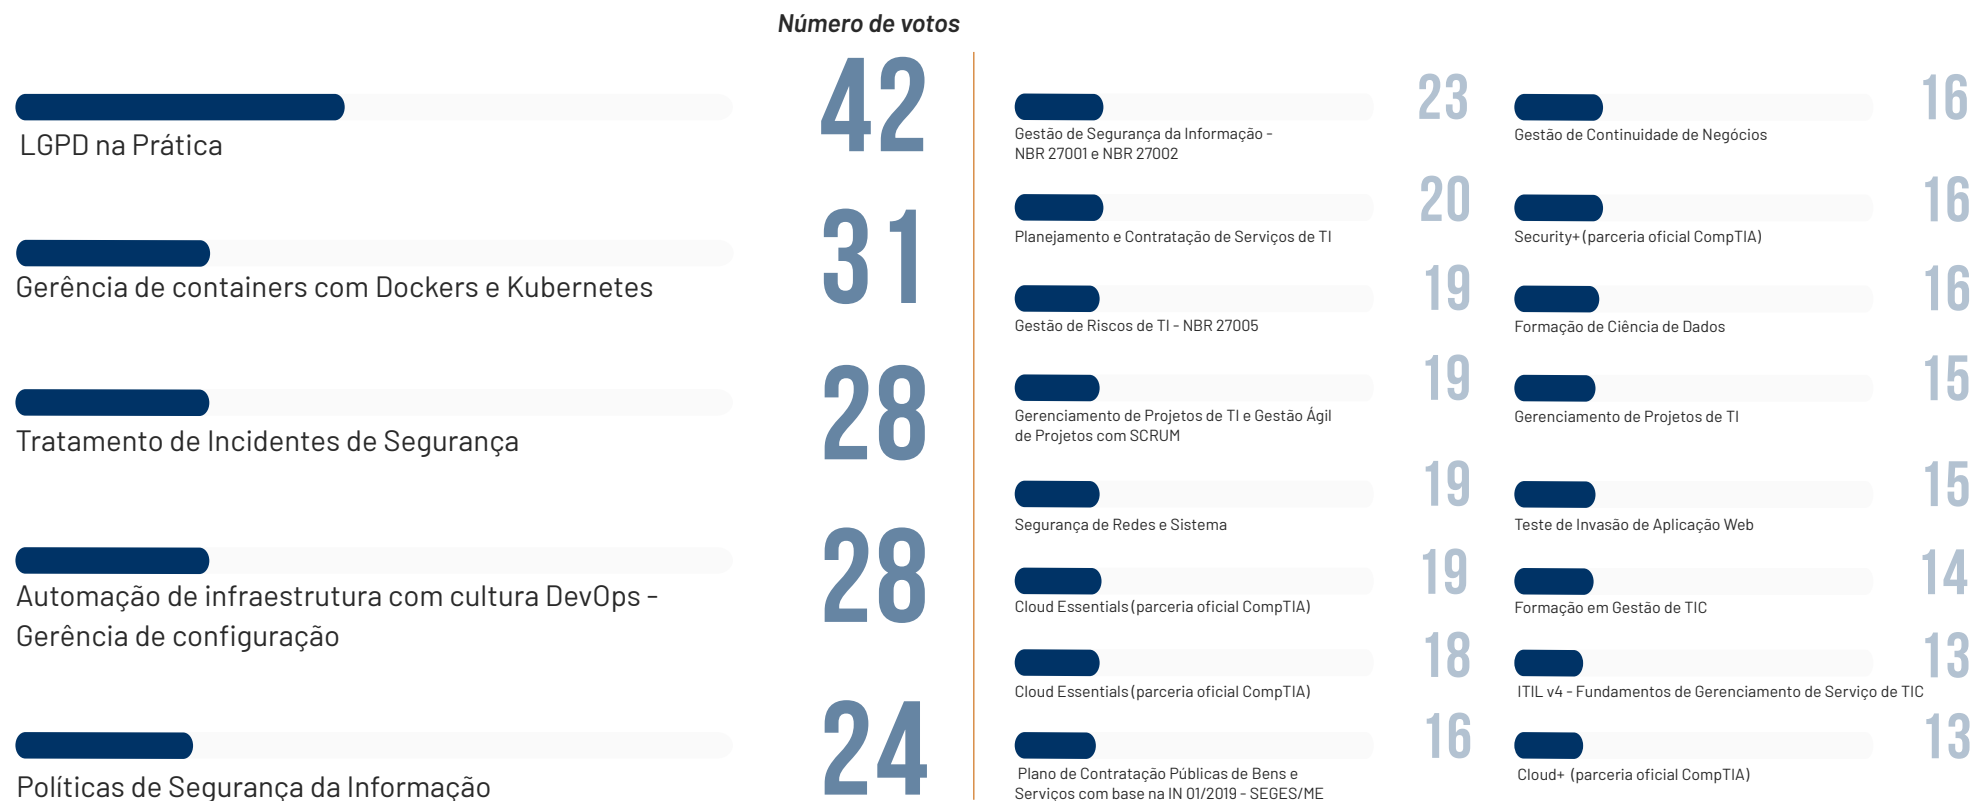 Número de votos
42
LGPD na Prática
31
Gerência de containers com Dockers e Kubernetes
28
Tratamento de Incidentes de Segurança
28
Automação de infraestrutura com cultura DevOps -
Gerência de configuração
24
Políticas de Segurança da Informação
23
Gestão de Segurança da Informação -
NBR 27001 e NBR 27002
20
Planejamento e Contratação de Serviços de TI
19
Gestão de Riscos de TI - NBR 27005
19
Gerenciamento de Projetos de TI e Gestão Ágil
de Projetos com SCRUM
19
Segurança de Redes e Sistema
19
Cloud Essentials (parceria oficial CompTIA)
18
Cloud Essentials (parceria oficial CompTIA)
16
Plano de Contratação Públicas de Bens e
Serviços com base na IN 01/2019 - SEGES/ME
16
Gestão de Continuidade de Negócios
16
Security+ (parceria oficial CompTIA)
16
Formação de Ciência de Dados
15
Gerenciamento de Projetos de TI
15
Teste de Invasão de Aplicação Web
14
Formação em Gestão de TIC
13
ITIL v4 - Fundamentos de Gerenciamento de Serviço de TIC
13
Cloud+ (parceria oficial CompTIA)